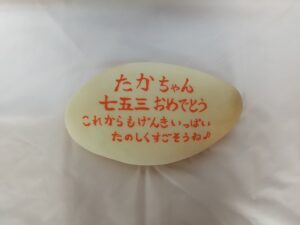 たかちゃん
七五三おめでとう
これからもげんきいっぱい
たのしくすごそうね♪